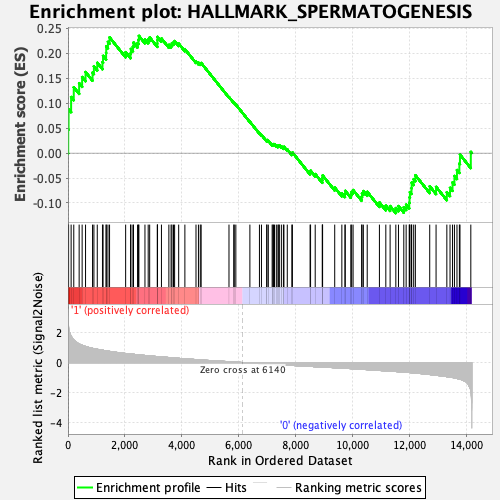 Enrichment plot: HALLMARK_SPERMATOGENESIS
Enrichment score (ES)
0.25
0.20
0.15
0.10
0.05
0.00
-0.05
-0.10
'1' (positively correlated)
Ranked list metric (Signal2Noise)
2
0
-2
-4
Zero cross at 6140
'0' (negatively correlated)
0
2,000
4,000
6,000
8,000
10,000
12,000
14,000
Rank in Ordered Dataset
Enrichment profile
Hits
Ranking metric scores